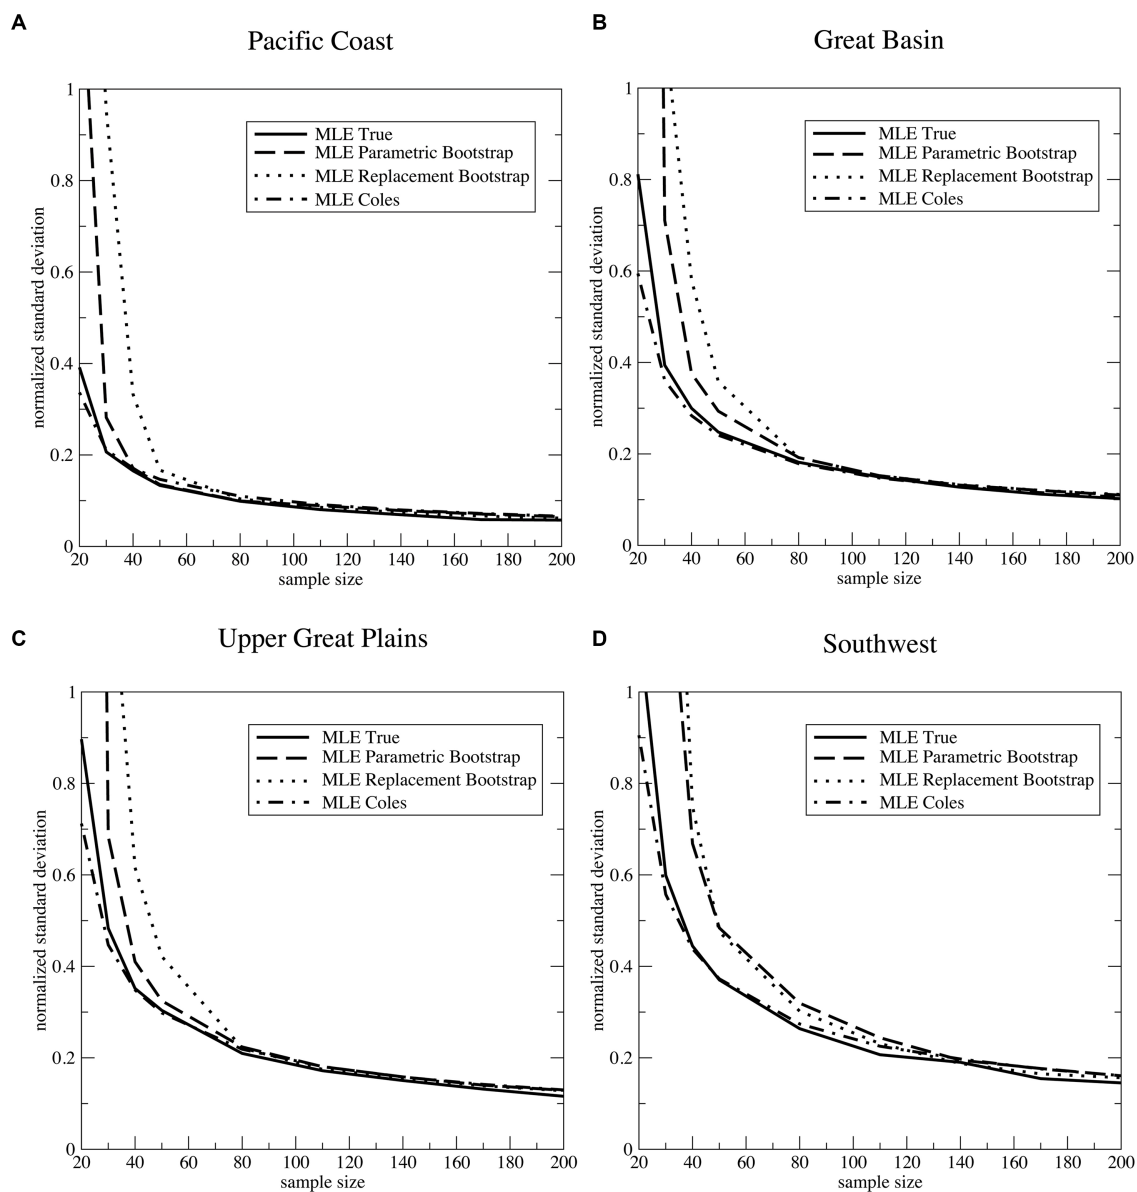 A
Pacific Coast
1
0.8
0.6
0.4
0.2
0
normalized standard deviation
MLE True
MLE Parametric Bootstrap
MLE Replacement Bootstrap
MLE Coles
20 40 60 80 100 120 140 160 180 200
sample size
B
Great Basin
1
0.8
0.6
0.4
0.2
0
normalized standard deviation
MLE True
MLE Parametric Bootstrap
MLE Replacement Bootstrap
MLE Coles
20 40 60 80 100 120 140 160 180 200
sample size
C
Upper Great Plains
1
0.8
0.6
0.4
0.2
0
normalized standard deviation
MLE True
MLE Parametric Bootstrap
MLE Replacement Bootstrap
MLE Coles
20 40 60 80 100 120 140 160 180 200
sample size
D
Southwest
1
0.8
0.6
0.4
0.2
0
normalized standard deviation
MLE True
MLE Parametric Bootstrap
MLE Replacement Bootstrap
MLE Coles
20 40 60 80 100 120 140 160 180 200
sample size